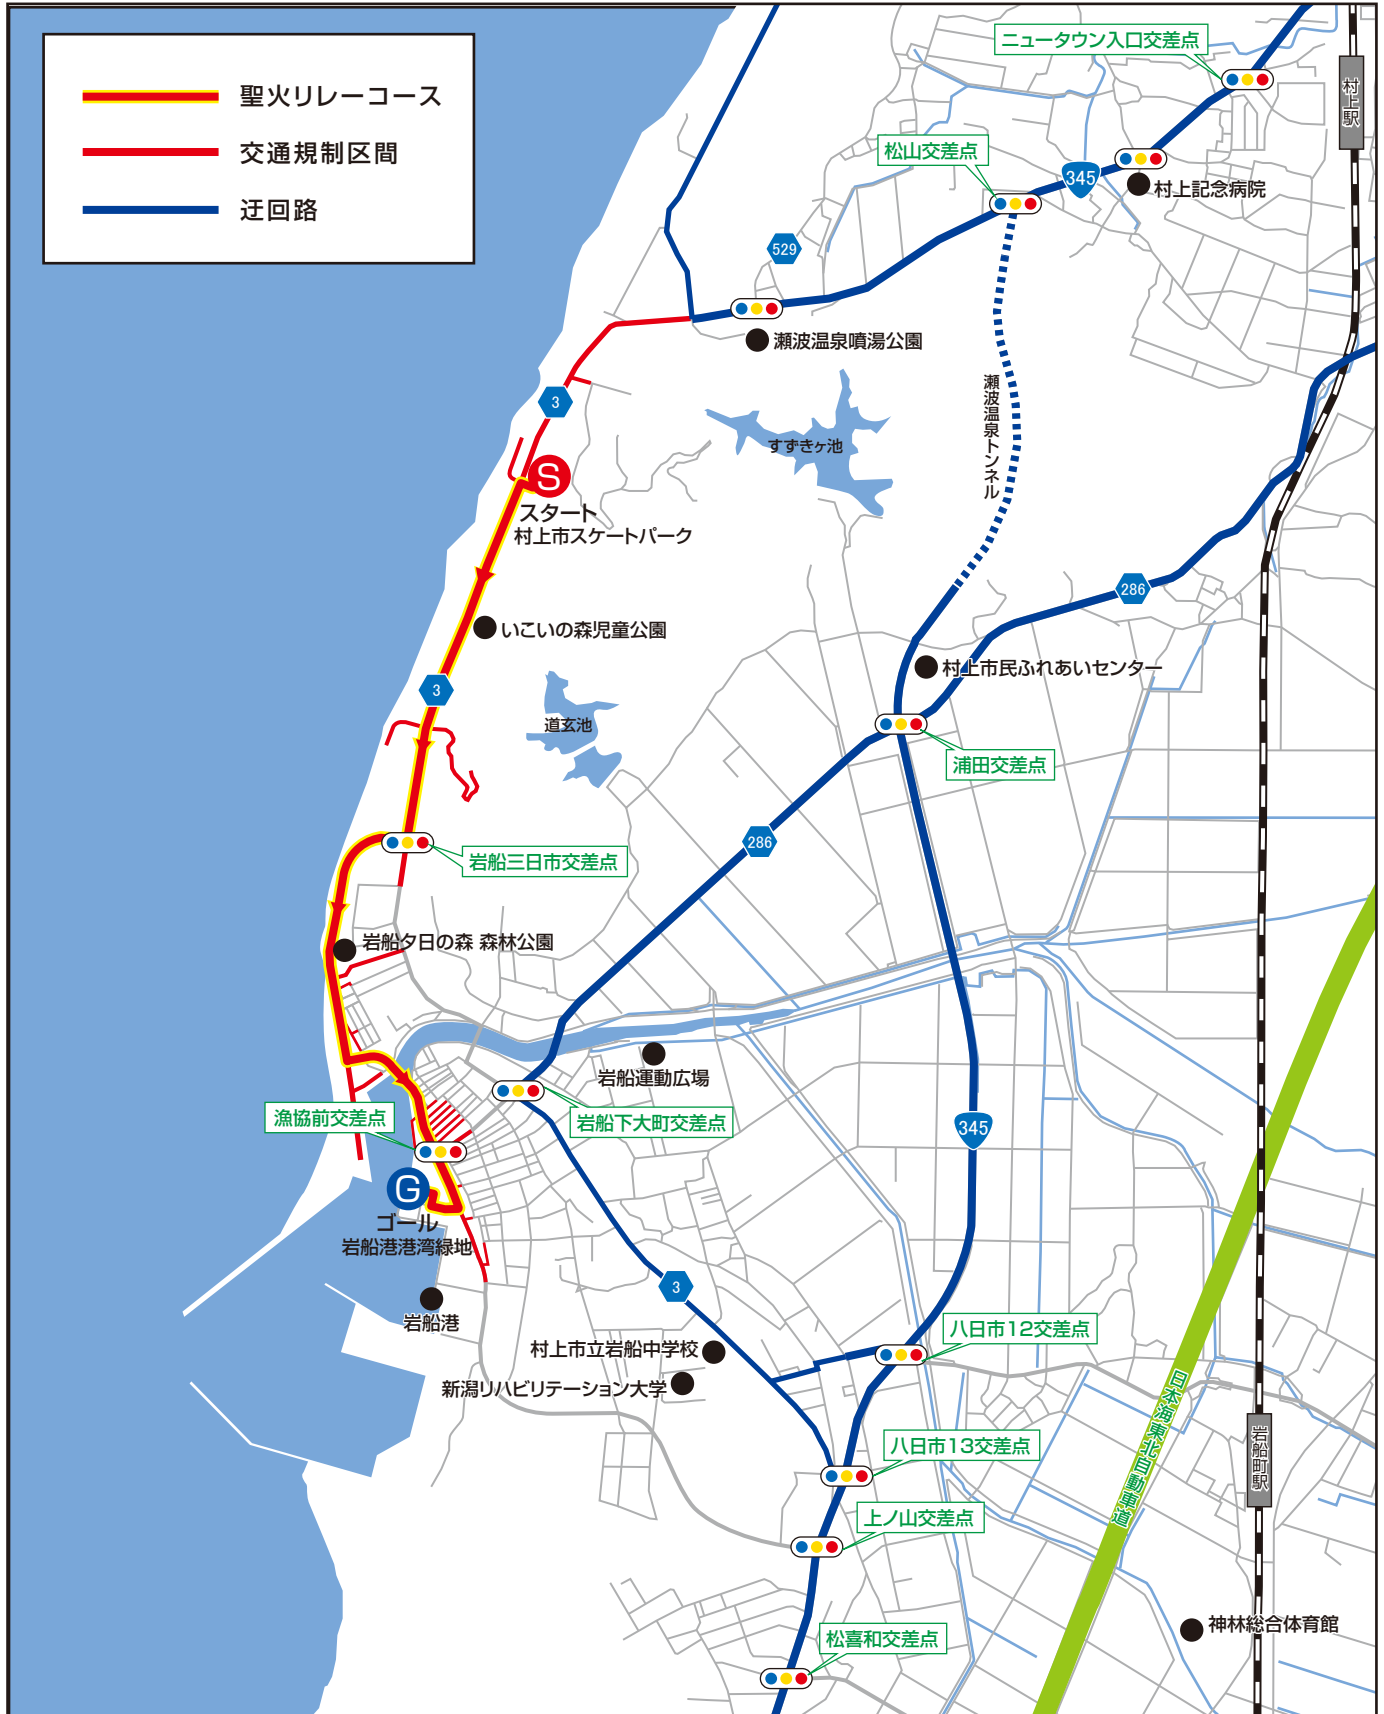 聖火リレーコース
交通規制区間
迂回路
ニュータウン入口交差点
村上駅
松山交差点
345
村上記念病院
529
瀬波温泉噴湯公園
3
瀬波温泉トンネル
すずきヶ池
S
スタート
村上市スケートパーク
286
いこいの森児童公園
村上市民ふれあいセンター
3
道玄池
浦田交差点
286
岩船三日市交差点
岩船夕日の森 森林公園
岩船運動広場
漁協前交差点
岩船下大町交差点
345
G
ゴール
岩船港港湾緑地
3
岩船港
八日市12交差点
村上市立岩船中学校
新潟リハビリテーション大学
日本海東北自動車道
八日市13交差点
岩船町駅
上ノ山交差点
神林総合体育館
松喜和交差点